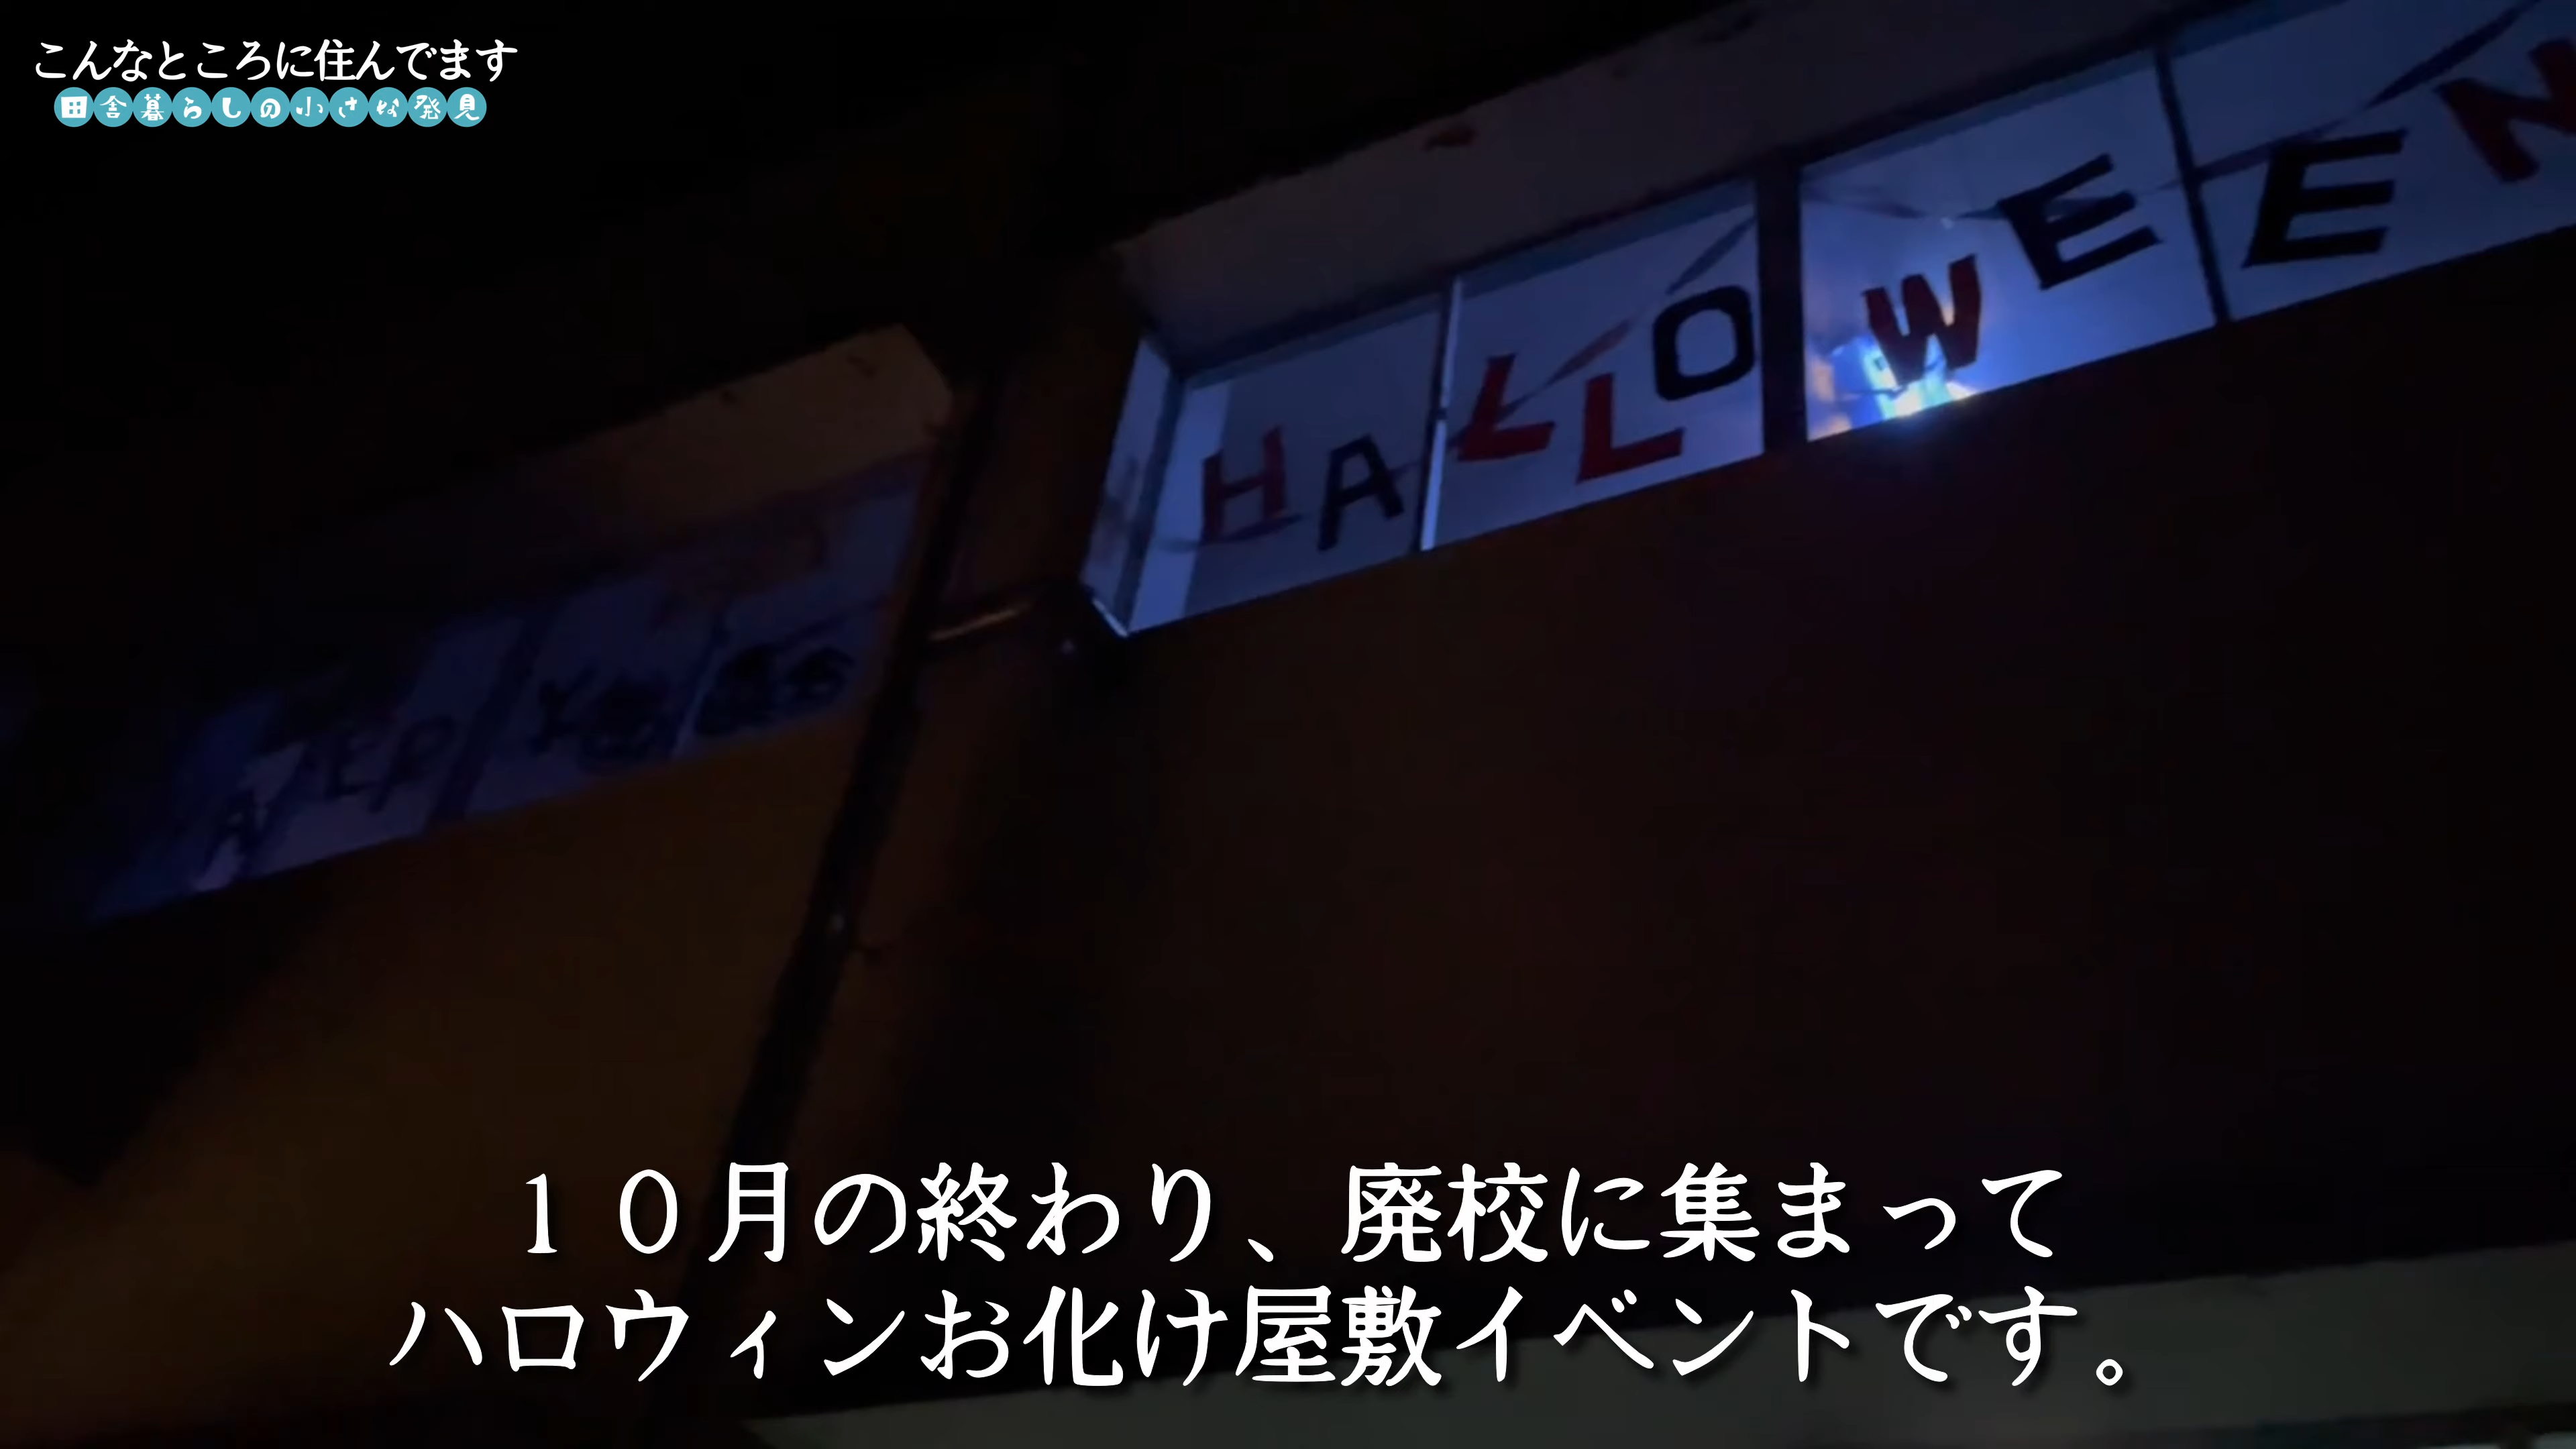 こんなところに住んでます
田舎暮らしの小さな発見
HALLOWEEN
１０月の終わり、廃校に集まって
ハロウィンお化け屋敷イベントです。